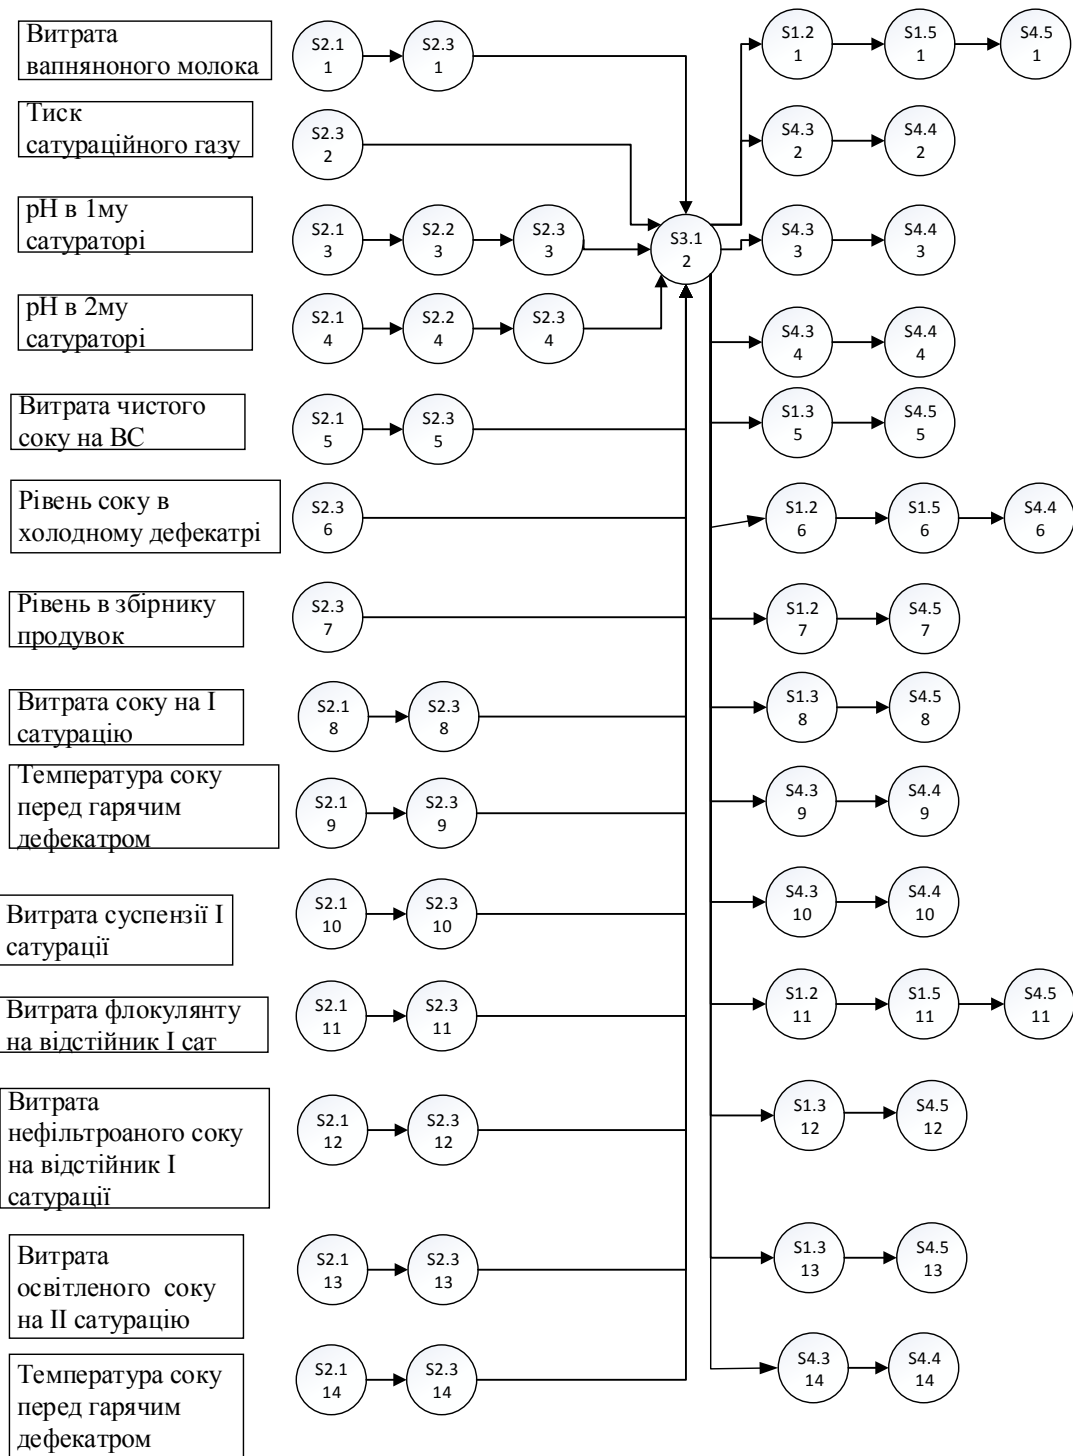 Витрата
вапняноного молока
S2.1
1
S2.3
1
S1.2
1
S1.5
1
S4.5
1
Тиск
сатураційного газу
S2.3
2
S4.3
2
S4.4
2
рН в 1му
сатураторі
S2.1
3
S2.2
3
S2.3
3
S3.1
2
S4.3
3
S4.4
3
рН в 2му
сатураторі
S2.1
4
S2.2
4
S2.3
4
S4.3
4
S4.4
4
Витрата чистого
соку на ВС
S2.1
5
S2.3
5
S1.3
5
S4.5
5
Рівень соку в
холодному дефекатрі
S2.3
6
S1.2
6
S1.5
6
S4.4
6
Рівень в збірнику
продувок
S2.3
7
S1.2
7
S4.5
7
Витрата соку на І
сатурацію
S2.1
8
S2.3
8
S1.3
8
S4.5
8
Температура соку
перед гарячим
дефекатром
S2.1
9
S2.3
9
S4.3
9
S4.4
9
Витрата суспензії І
сатурації
S2.1
10
S2.3
10
S4.3
10
S4.4
10
Витрата флокулянту
на відстійник І сат
S2.1
11
S2.3
11
S1.2
11
S1.5
11
S4.5
11
Витрата
нефільтроаного соку
на відстійник І
сатурації
S2.1
12
S2.3
12
S1.3
12
S4.5
12
Витрата
освітленого соку
на ІІ сатурацію
S2.1
13
S2.3
13
S1.3
13
S4.5
13
Температура соку
перед гарячим
дефекатром
S2.1
14
S2.3
14
S4.3
14
S4.4
14